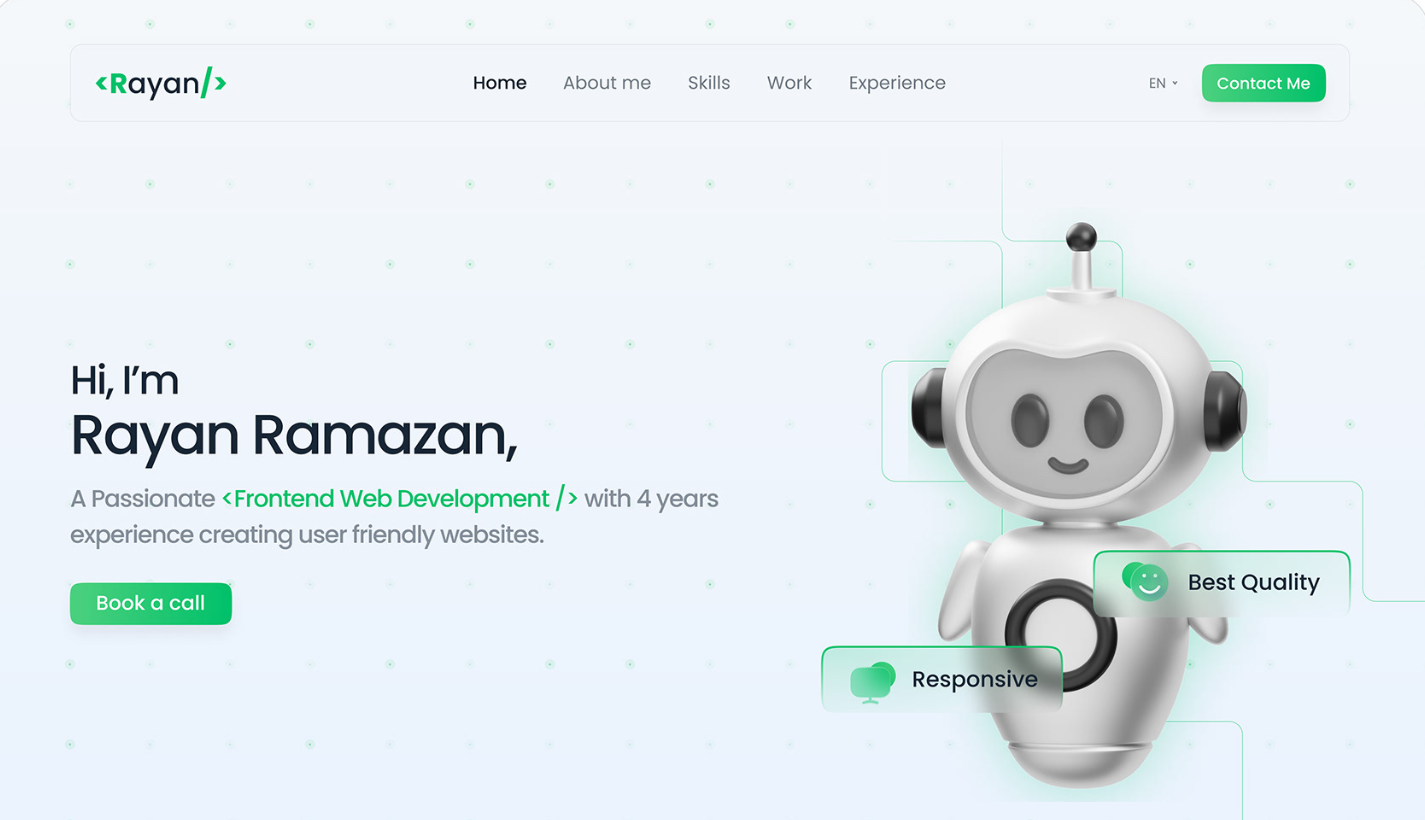 <Rayan/>
Home About me Skills Work Experience EN Contact Me
Hi, I’m
Rayan Ramazan,
A Passionate <Frontend Web Development /> with 4 years
experience creating user friendly websites.
Book a call
Best Quality
Responsive